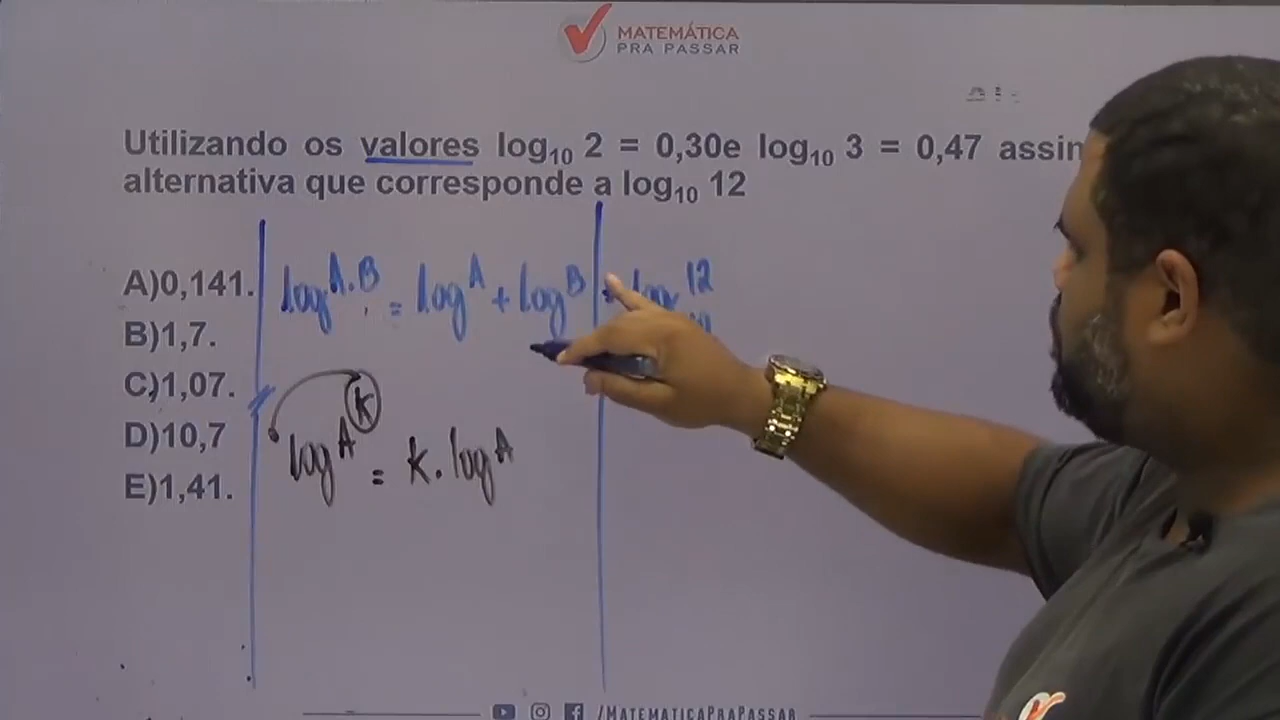 MATEMÁTICA
PRA PASSAR
Utilizando os valores log₁₀ 2 = 0,30e log₁₀ 3 = 0,47
alternativa que corresponde a log₁₀ 12
A)0,141.
B)1,7.
C)1,07.
D)10,7
E)1,41.
log A.B = log A + log B
log 12
log A^k = k. log A
/MATEMATICAPRAPASSAR